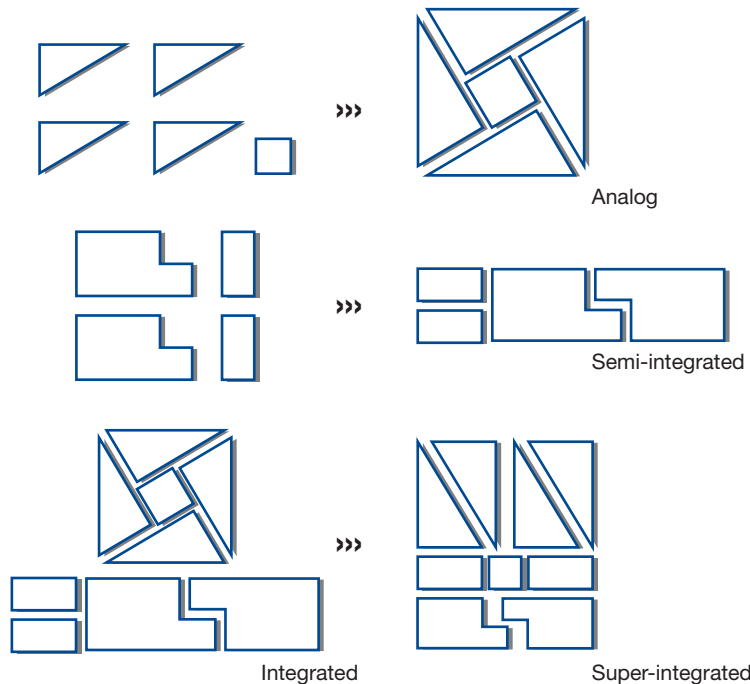 ›››
Analog
›››
Semi-integrated
›››
Integrated
Super-integrated